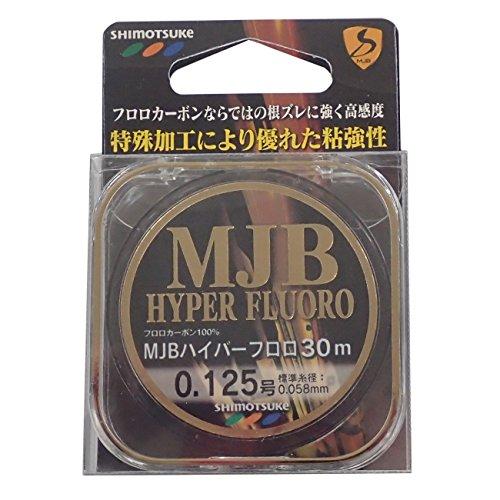 SHIMOTSUKE
MJB
フロロカーボンならではの根ズレに強く高感度
特殊加工により優れた粘強性
MJB
HYPER FLUORO
フロロカーボン100%
MJBハイパーフロロ30m
0.125号
標準糸径：
0.058mm
SHIMOTSUKE